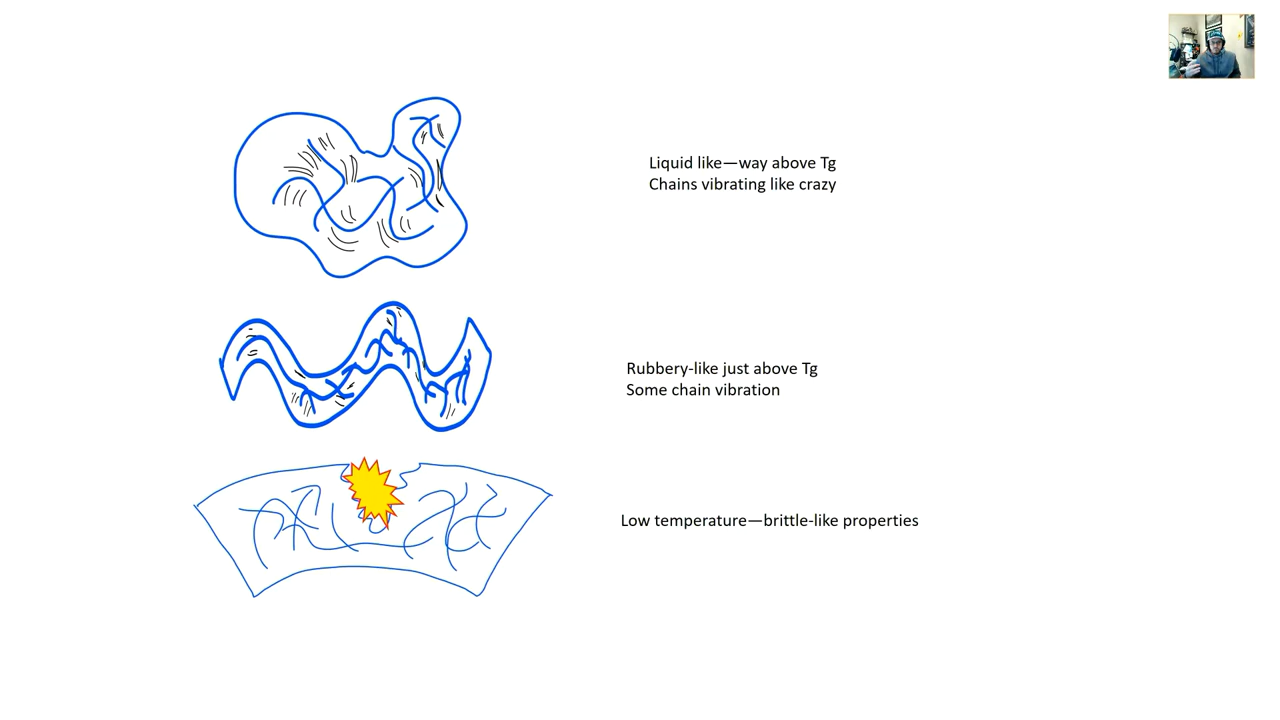 Liquid like—way above Tg
Chains vibrating like crazy
Rubbery-like just above Tg
Some chain vibration
Low temperature—brittle-like properties